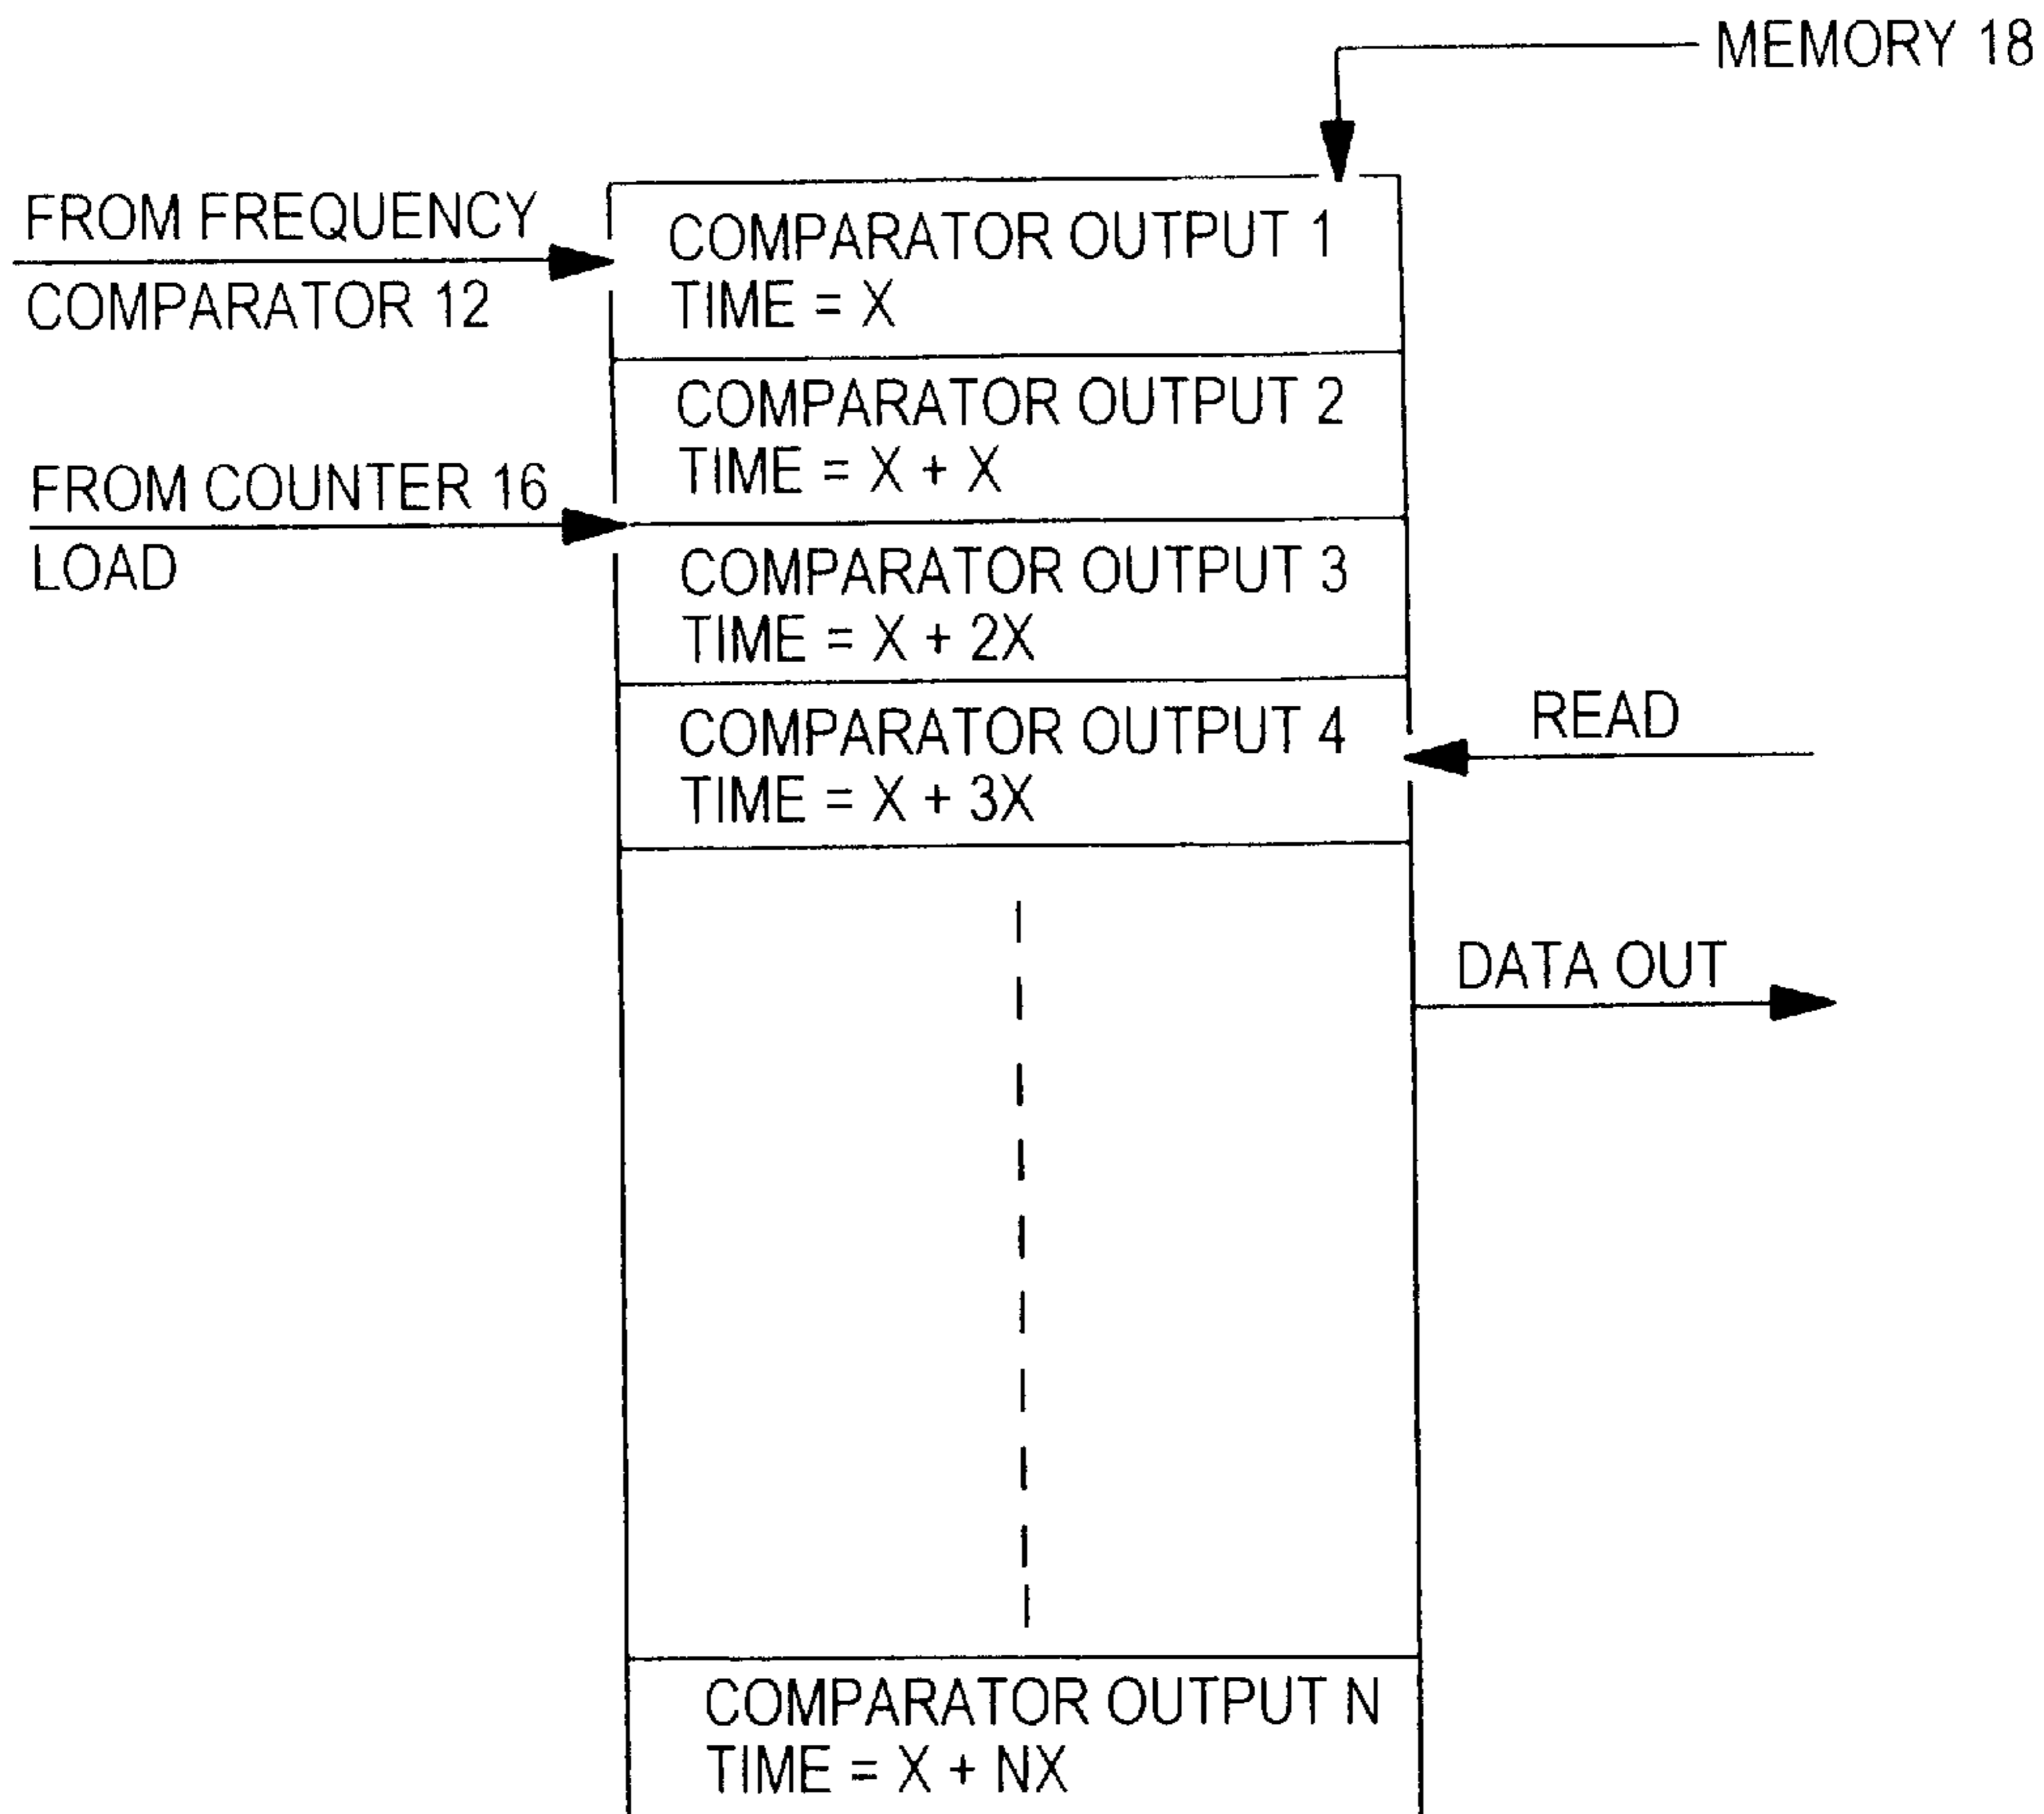 MEMORY 18
FROM FREQUENCY
COMPARATOR 12
COMPARATOR OUTPUT 1
TIME = X
COMPARATOR OUTPUT 2
TIME = X + X
FROM COUNTER 16
LOAD
COMPARATOR OUTPUT 3
TIME = X + 2X
COMPARATOR OUTPUT 4
TIME = X + 3X
READ
DATA OUT
COMPARATOR OUTPUT N
TIME = X + NX